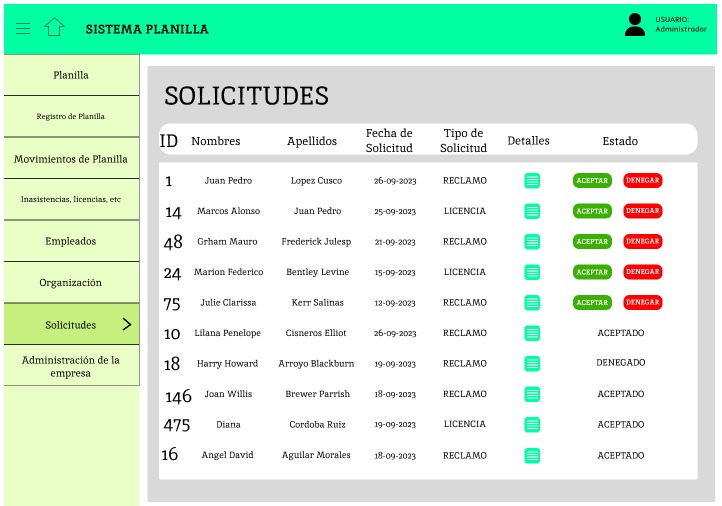 SISTEMA PLANILLA
USUARIO:
Administrador
Planilla
Registro de Planilla
Movimientos de Planilla
Inasistencias, licencias, etc
Empleados
Organización
Solicitudes
Administración de la
empresa
SOLICITUDES
ID Nombres Apellidos Fecha de Solicitud Tipo de Solicitud Detalles Estado
1 Juan Pedro Lopez Cusco 26-09-2023 RECLAMO ACEPTAR DENEGAR
14 Marcos Alonso Juan Pedro 25-09-2023 LICENCIA ACEPTAR DENEGAR
48 Grham Mauro Frederick Julesp 21-09-2023 RECLAMO ACEPTAR DENEGAR
24 Marion Federico Bentley Levine 15-09-2023 LICENCIA ACEPTAR DENEGAR
75 Julie Clarissa Kerr Salinas 12-09-2023 RECLAMO ACEPTAR DENEGAR
10 Lilana Penelope Cisneros Elliot 26-09-2023 RECLAMO ACEPTADO
18 Harry Howard Arroyo Blackburn 19-09-2023 RECLAMO DENEGADO
146 Joan Willis Brewer Parrish 18-09-2023 RECLAMO ACEPTADO
475 Diana Cordoba Ruiz 19-09-2023 LICENCIA ACEPTADO
16 Angel David Aguilar Morales 18-09-2023 RECLAMO ACEPTADO